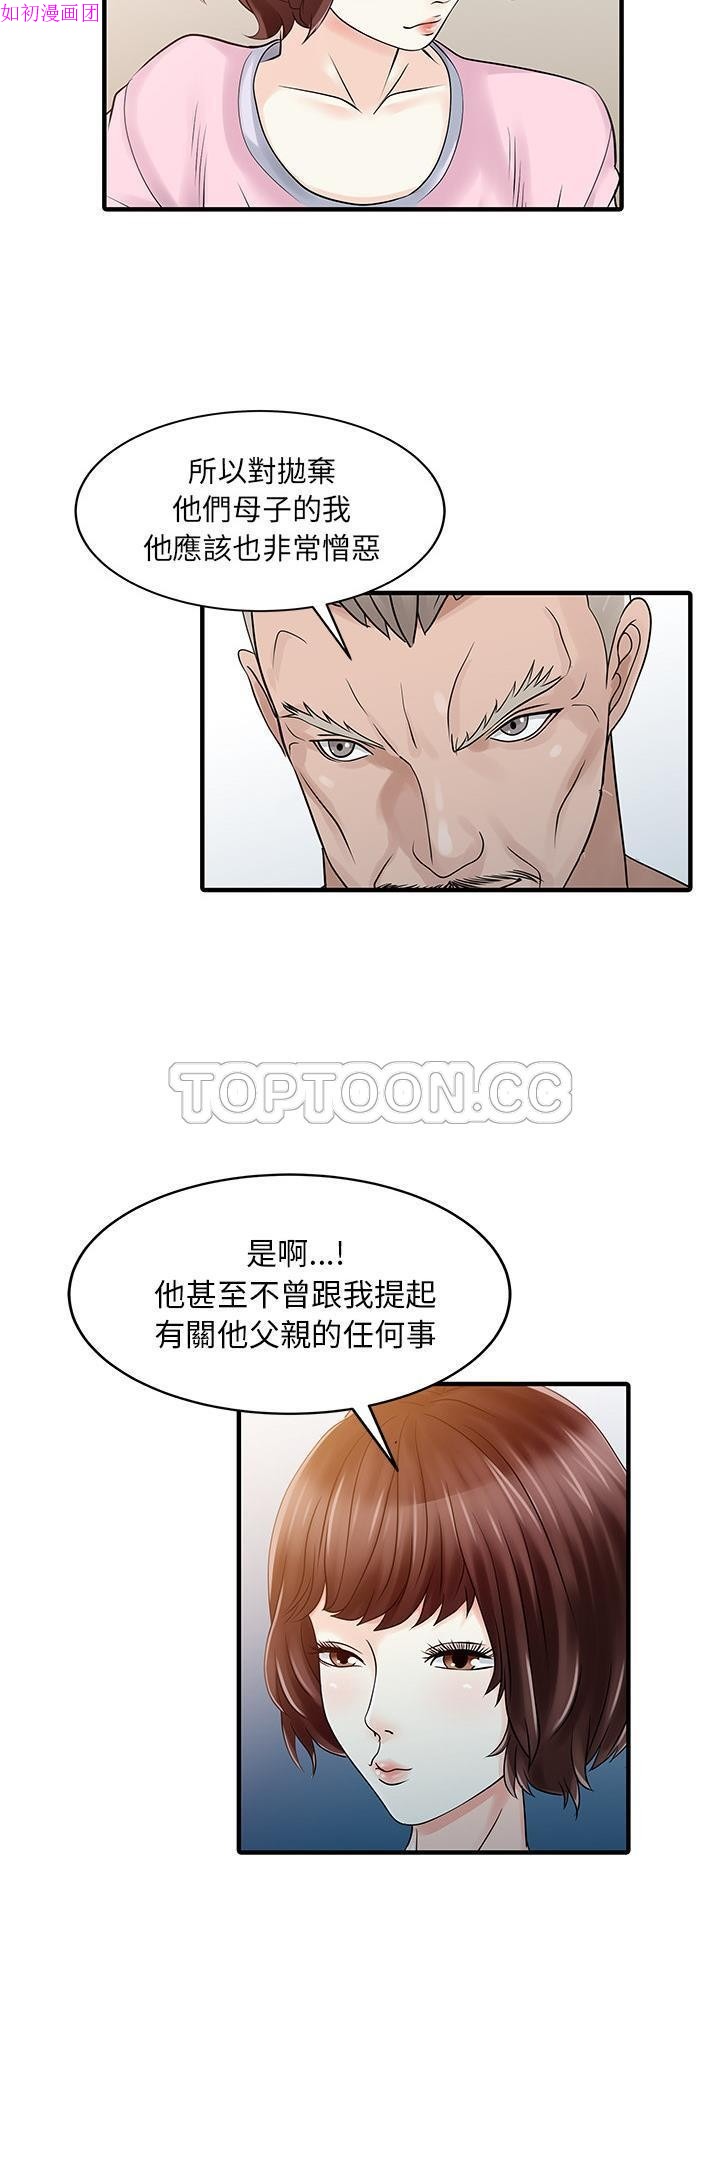 如初漫画团
所以對拋棄
他們母子的我
他應該也非常憎惡
TOPTOON.CC
是啊...!
他甚至不曾跟我提起
有關他父親的任何事